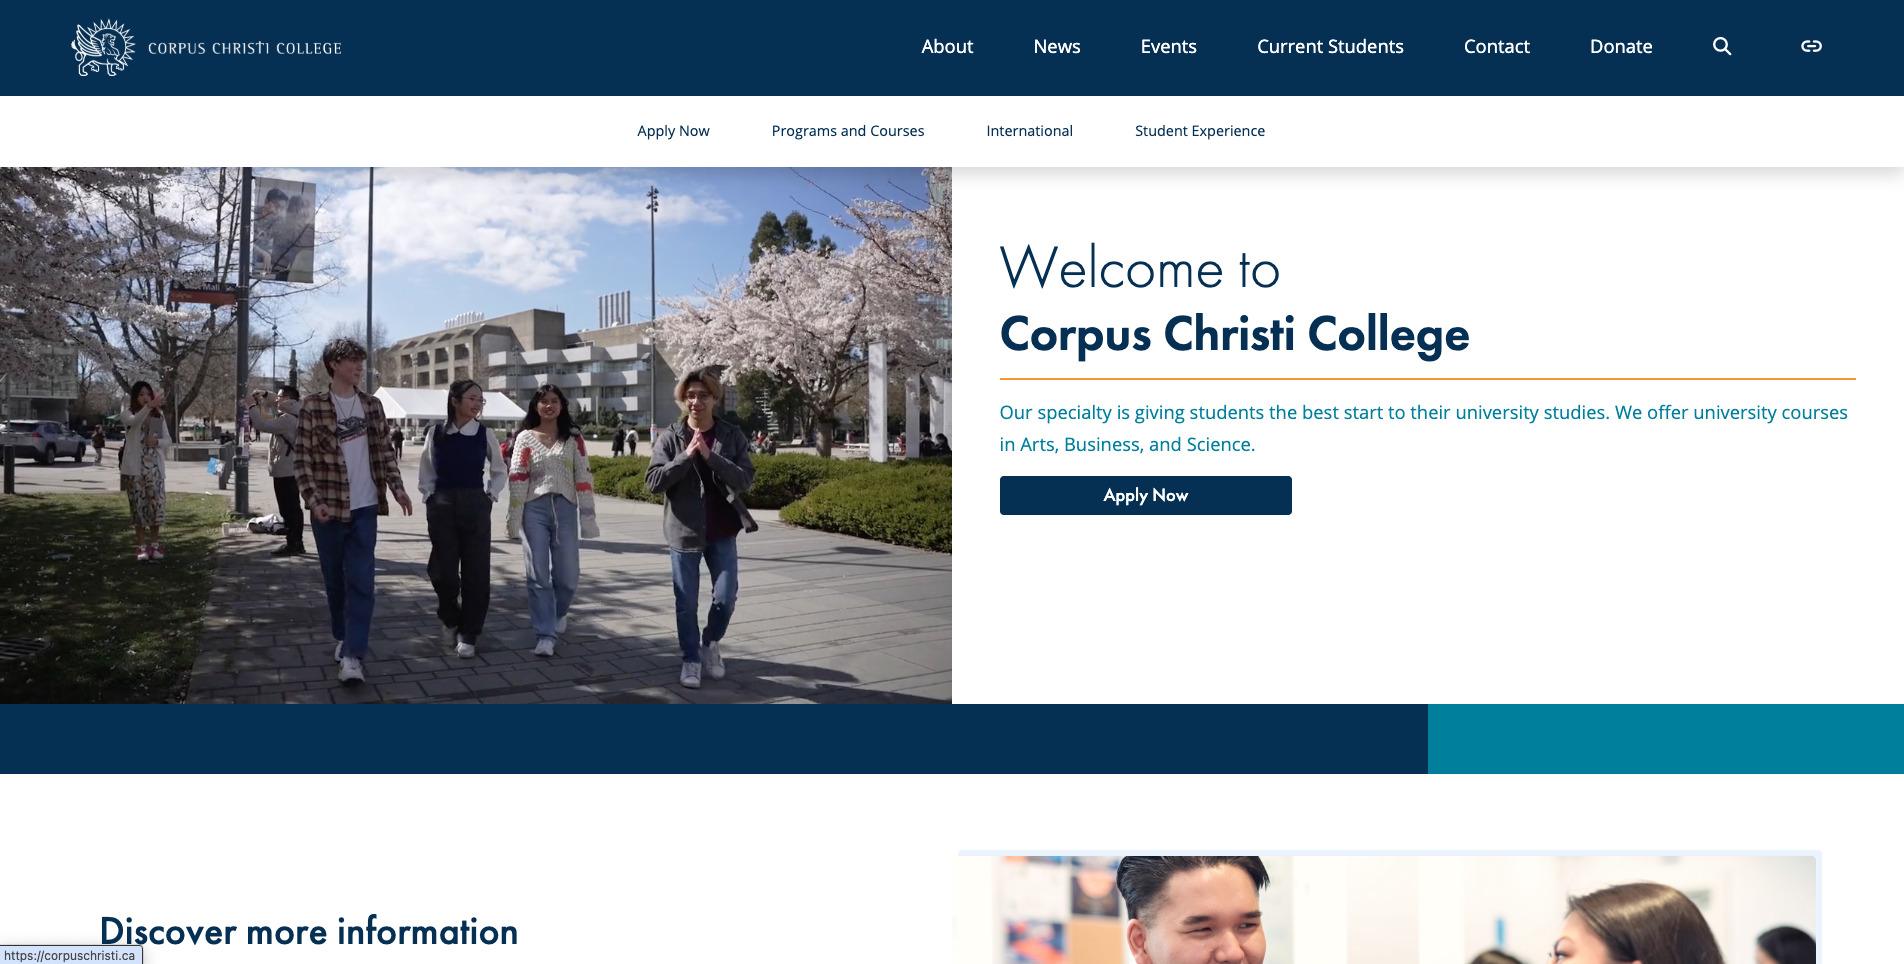 CORPUS CHRISTI COLLEGE
About
News
Events
Current Students
Contact
Donate
Apply Now
Programs and Courses
International
Student Experience
Welcome to
Corpus Christi College
Our specialty is giving students the best start to their university studies. We offer university courses
in Arts, Business, and Science.
Apply Now
Discover more information
https://corpuschristi.ca